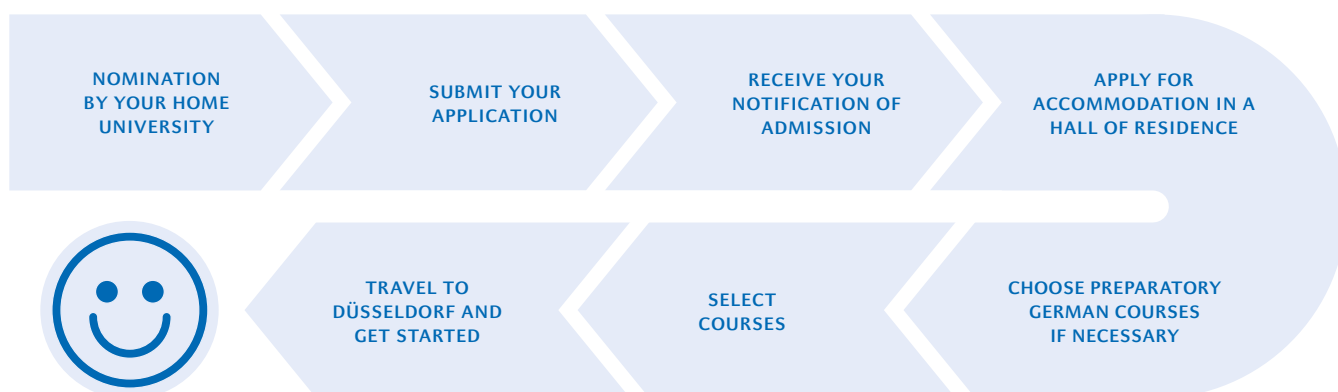 NOMINATION
BY YOUR HOME
UNIVERSITY
SUBMIT YOUR
APPLICATION
RECEIVE YOUR
NOTIFICATION OF
ADMISSION
APPLY FOR
ACCOMMODATION IN A
HALL OF RESIDENCE
CHOOSE PREPARATORY
GERMAN COURSES
IF NECESSARY
SELECT
COURSES
TRAVEL TO
DÜSSELDORF AND
GET STARTED